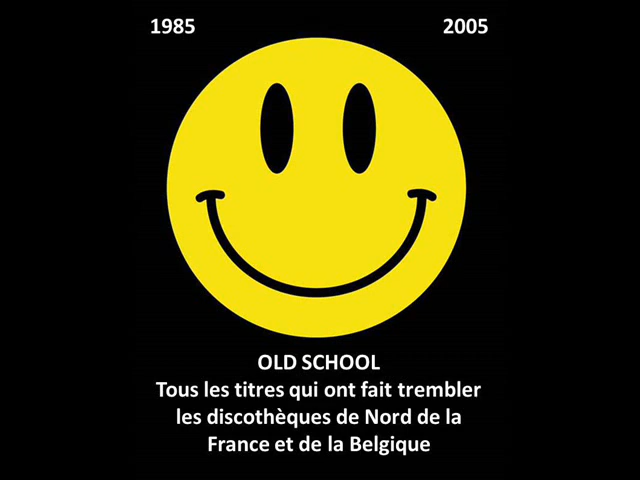 1985 2005
OLD SCHOOL
Tous les titres qui ont fait trembler
les discothèques de Nord de la
France et de la Belgique